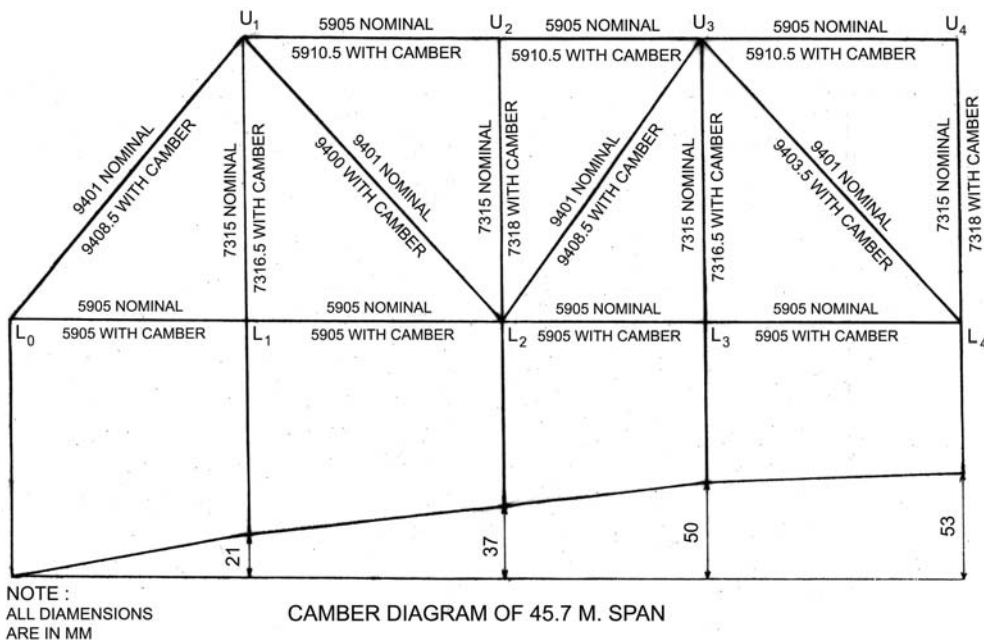 U1
5905 NOMINAL
U2
5905 NOMINAL
U3
5905 NOMINAL
U4
5910.5 WITH CAMBER
5910.5 WITH CAMBER
5910.5 WITH CAMBER
9401 NOMINAL
9408.5 WITH CAMBER
7315 NOMINAL
7316.5 WITH CAMBER
9401 NOMINAL
9400 WITH CAMBER
7315 NOMINAL
7318 WITH CAMBER
9401 NOMINAL
9408.5 WITH CAMBER
7315 NOMINAL
7316.5 WITH CAMBER
9401 NOMINAL
9403.5 WITH CAMBER
7315 NOMINAL
7318 WITH CAMBER
5905 NOMINAL
5905 NOMINAL
5905 NOMINAL
5905 NOMINAL
L0
5905 WITH CAMBER
L1
5905 WITH CAMBER
L2
5905 WITH CAMBER
L3
5905 WITH CAMBER
L4
21
37
50
53
NOTE :
ALL DIAMENSIONS
ARE IN MM
CAMBER DIAGRAM OF 45.7 M. SPAN